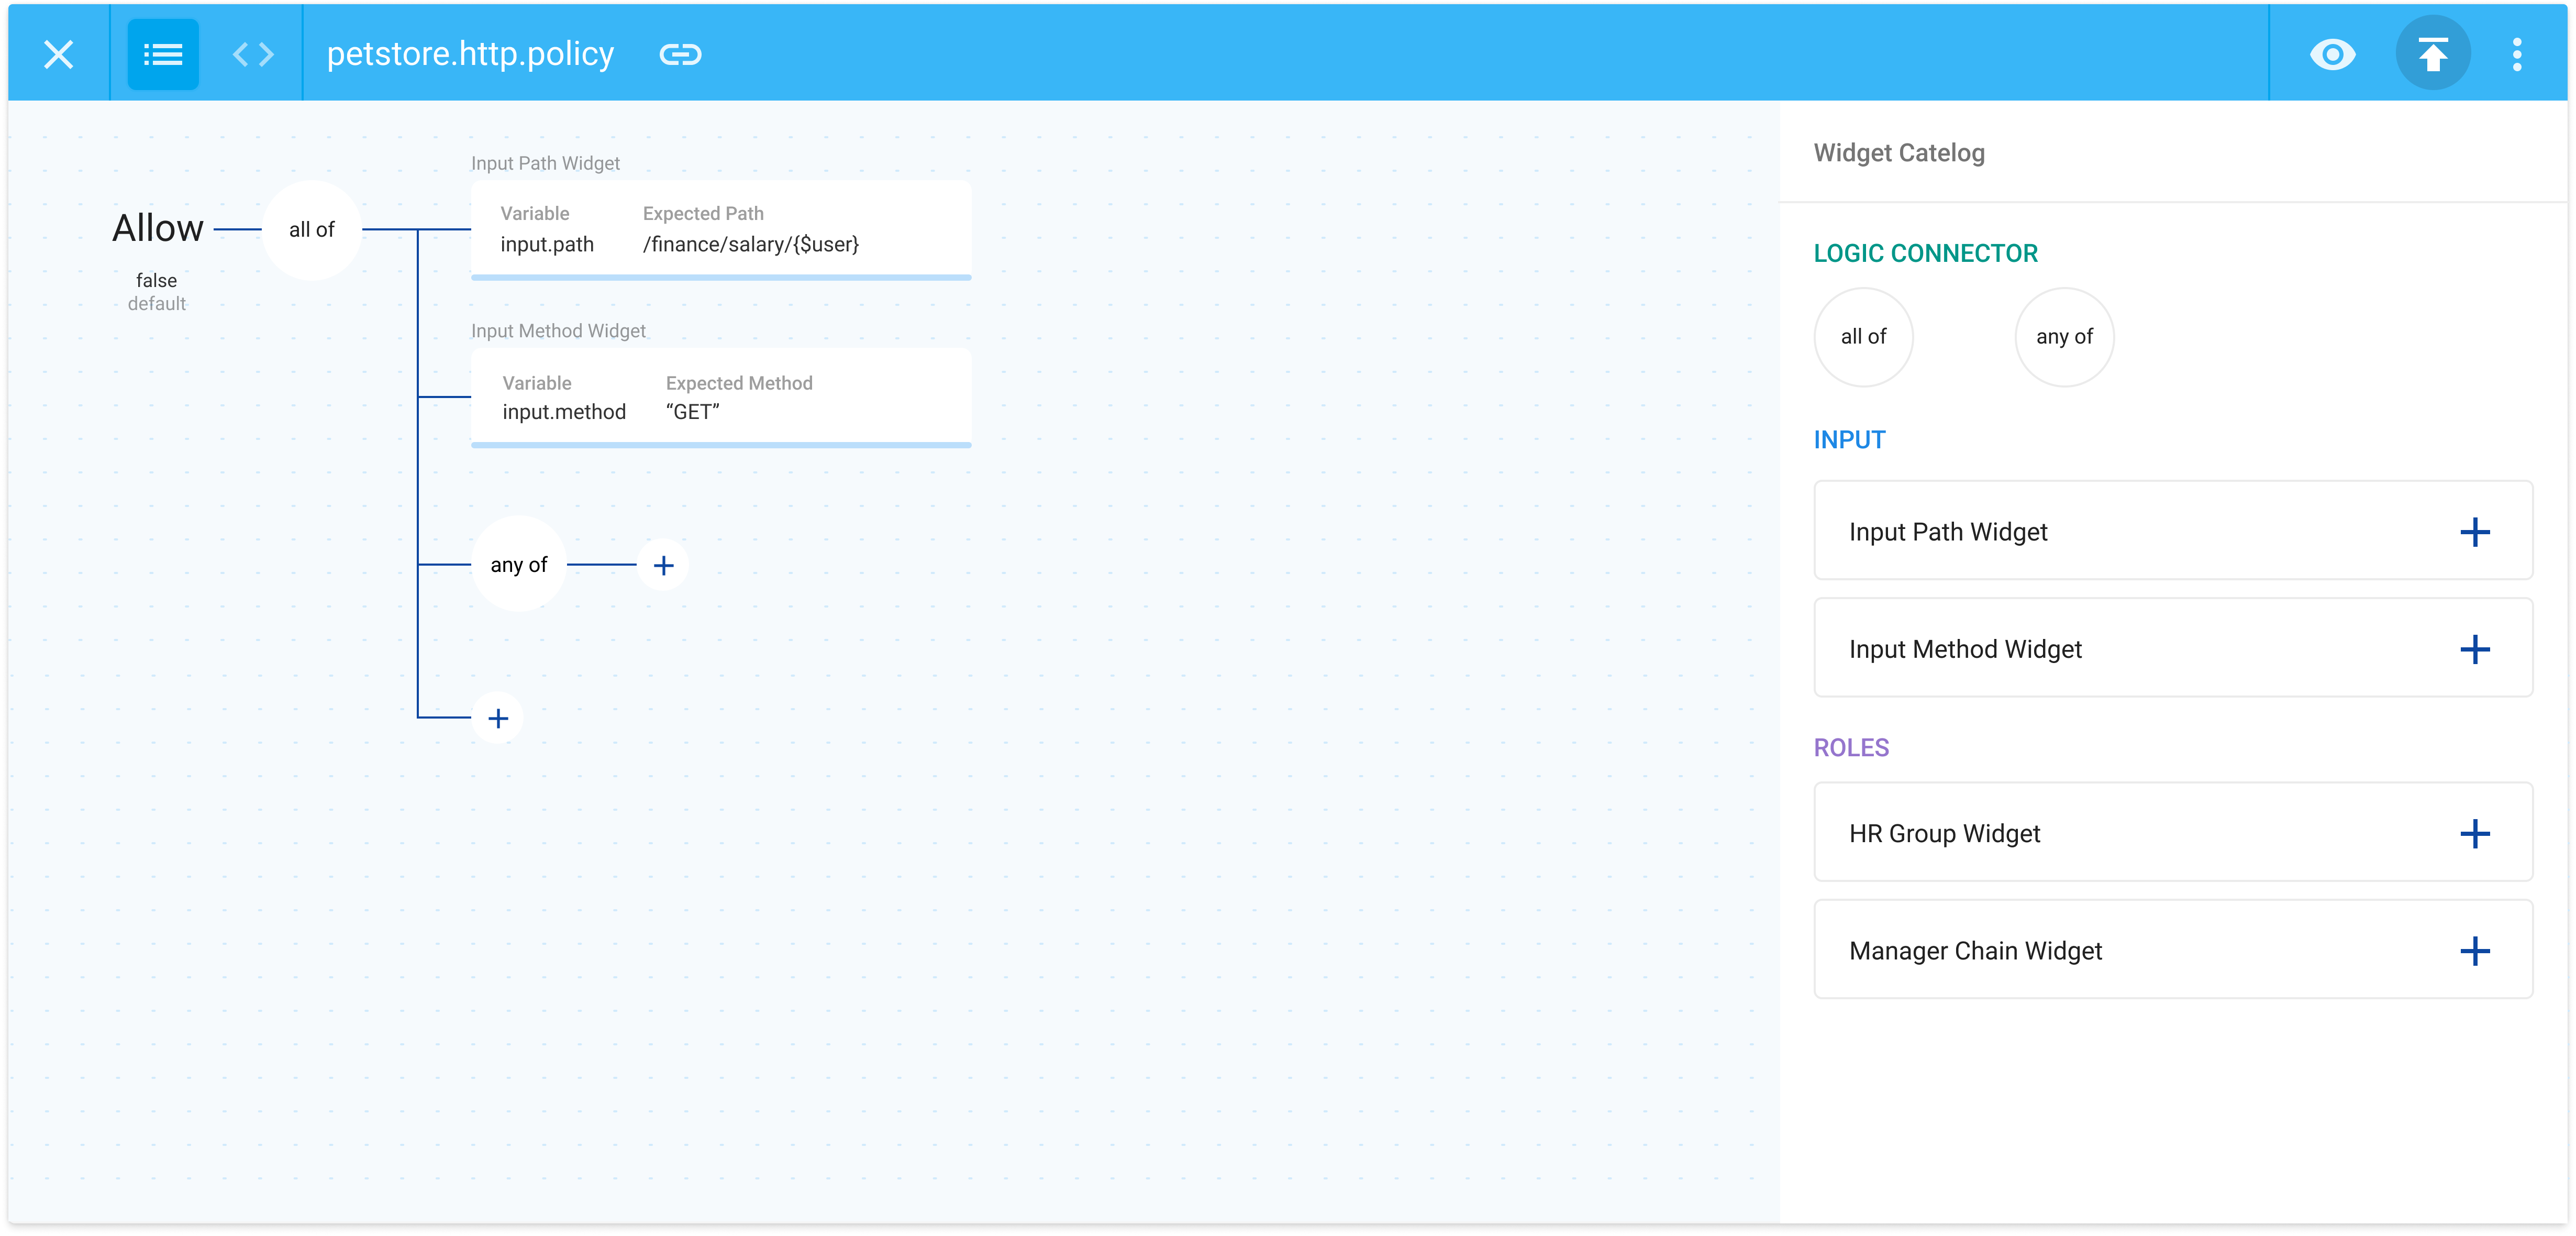 petstore.http.policy
Input Path Widget
Allow
all of
Variable
Expected Path
input.path
/finance/salary/{$user}
false
default
Input Method Widget
Variable
Expected Method
input.method
“GET”
any of
Widget Catelog
LOGIC CONNECTOR
all of
any of
INPUT
Input Path Widget
Input Method Widget
ROLES
HR Group Widget
Manager Chain Widget